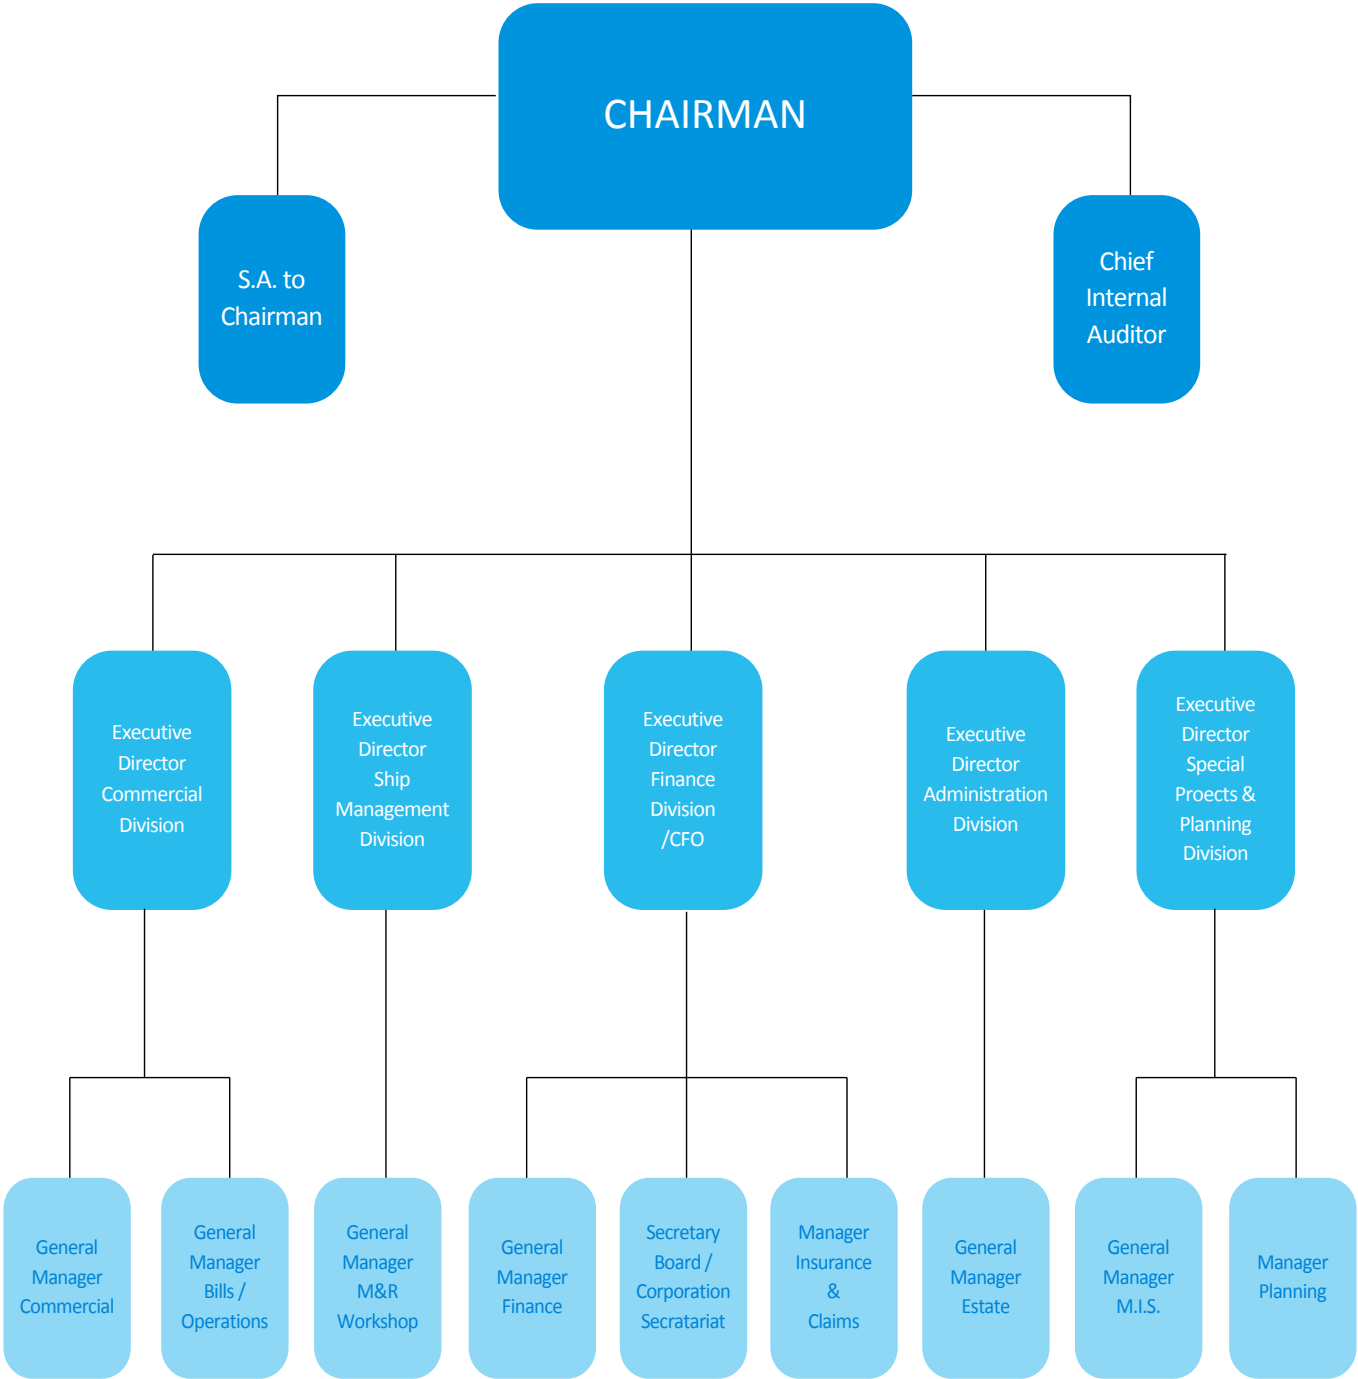 CHAIRMAN
S.A. to
Chairman
Chief
Internal
Auditor
Executive
Director
Commercial
Division
Executive
Director
Ship
Management
Division
Executive
Director
Finance
Division
/CFO
Executive
Director
Administration
Division
Executive
Director
Special
Proects &
Planning
Division
General
Manager
Commercial
General
Manager
Bills /
Operations
General
Manager
M&R
Workshop
General
Manager
Finance
Secretary
Board /
Corporation
Secratariat
Manager
Insurance
&
Claims
General
Manager
Estate
General
Manager
M.I.S.
Manager
Planning